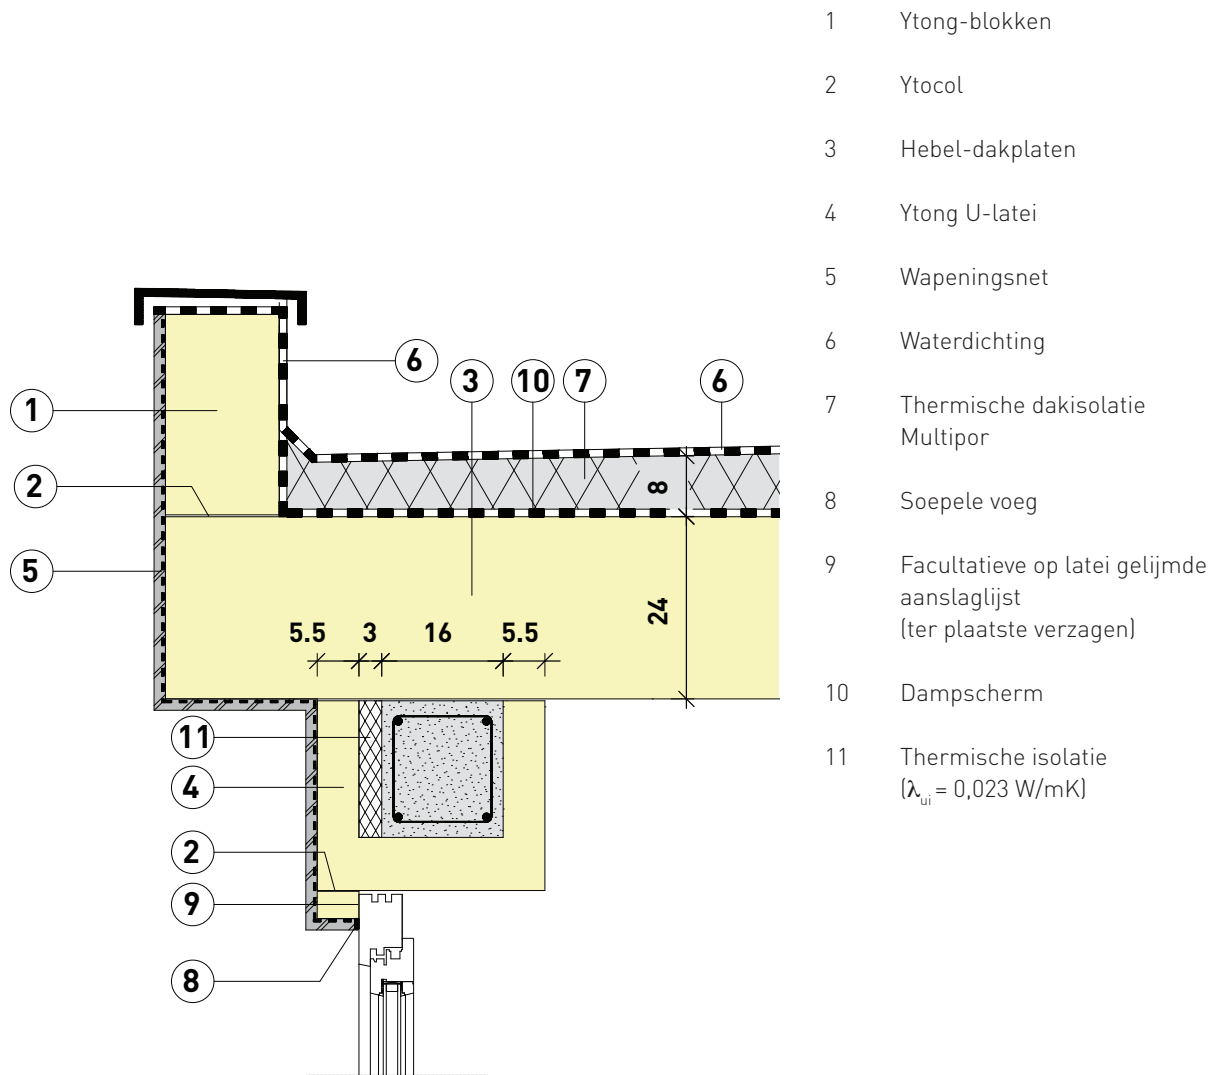 1 Ytong-blokken
2 Ytocol
3 Hebel-dakplaten
4 Ytong U-latei
5 Wapeningsnet
6 Waterdichting
7 Thermische dakisolatie
Multipor
8 Soepele voeg
9 Facultatieve op latei gelijmde
aanslaglijst
(ter plaatste verzagen)
10 Dampscherm
11 Thermische isolatie
(λui = 0,023 W/mK)
6
3 10 7 6
1
2
8
5
24
5.5 3 16 5.5
11
4
2
9
8